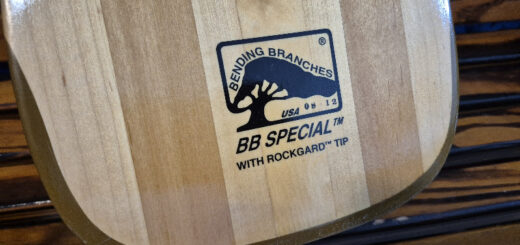 BENDING BRANCHES ®
USA 08 12
BB SPECIAL™
WITH ROCKGARD™ TIP